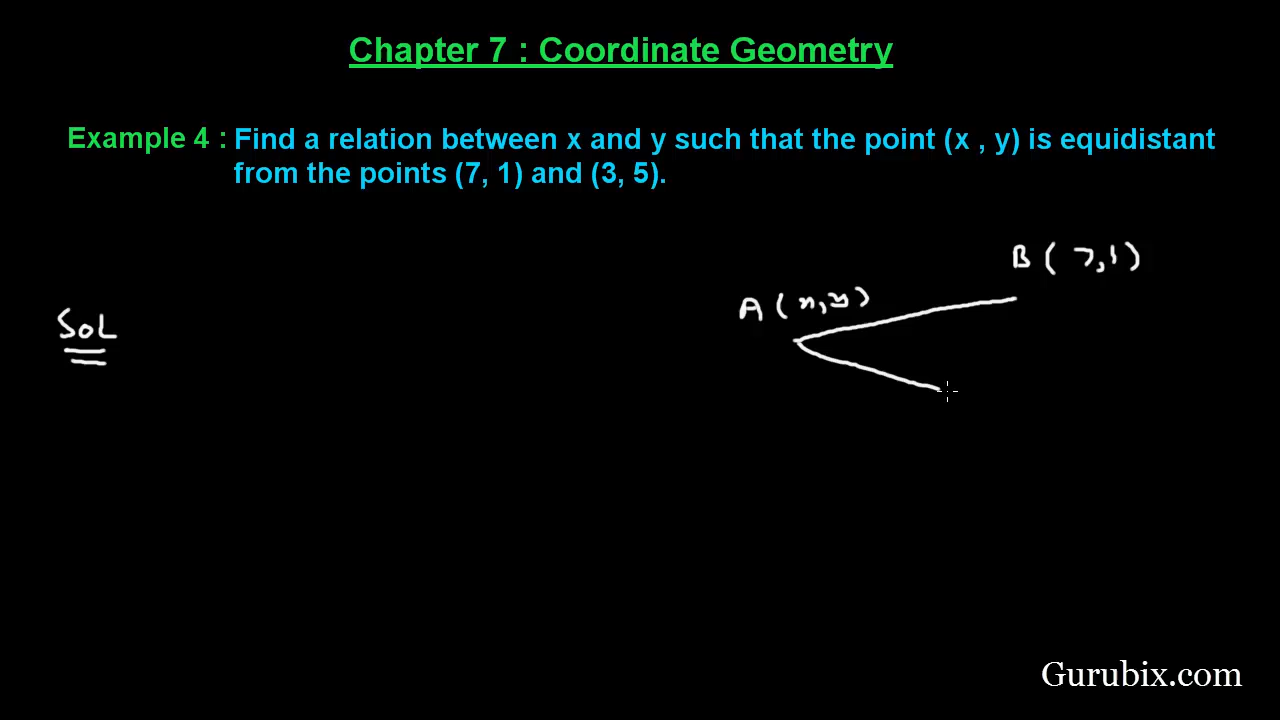 Chapter 7 : Coordinate Geometry
Example 4 : Find a relation between x and y such that the point (x , y) is equidistant
from the points (7, 1) and (3, 5).
B ( 7, 1 )
A ( x, y )
SOL
Gurubix.com